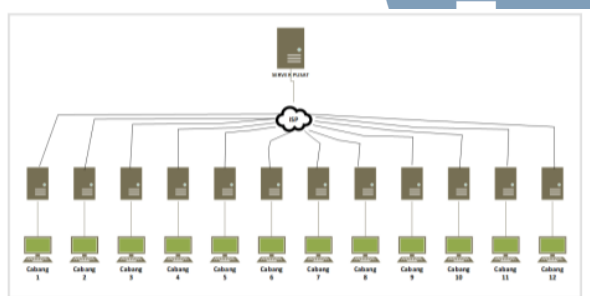 SERVER PUSAT
ISP
Cabang 1
Cabang 2
Cabang 3
Cabang 4
Cabang 5
Cabang 6
Cabang 7
Cabang 8
Cabang 9
Cabang 10
Cabang 11
Cabang 12